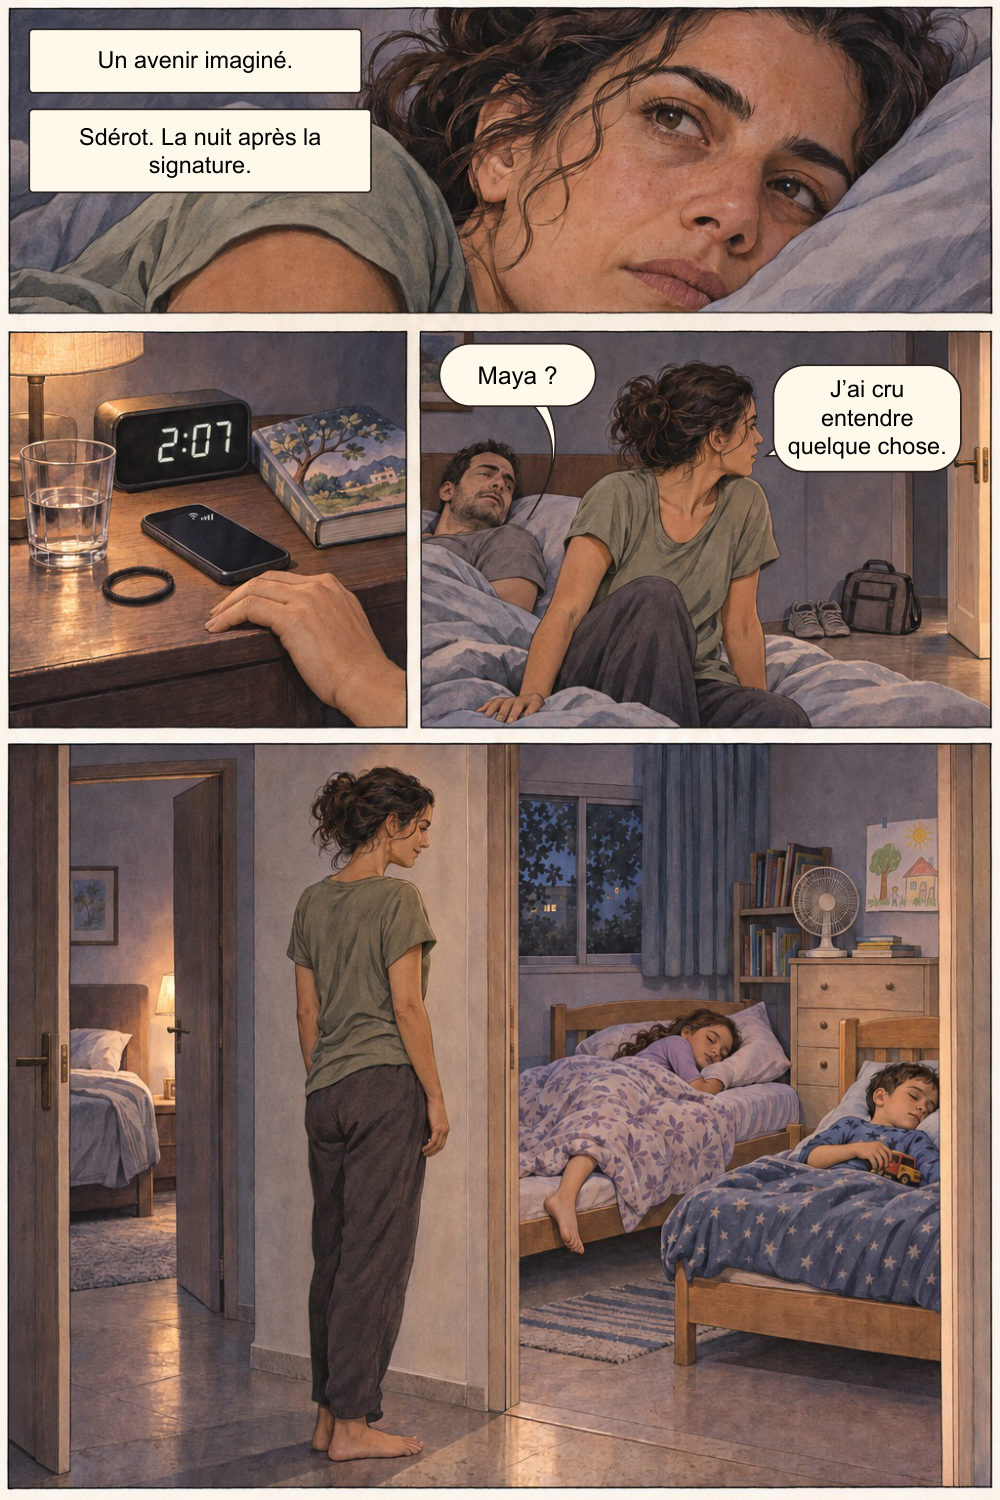 Un avenir imaginé.
Sdérot. La nuit après la
signature.
2:07
Maya ?
J'ai cru
entendre
quelque chose.